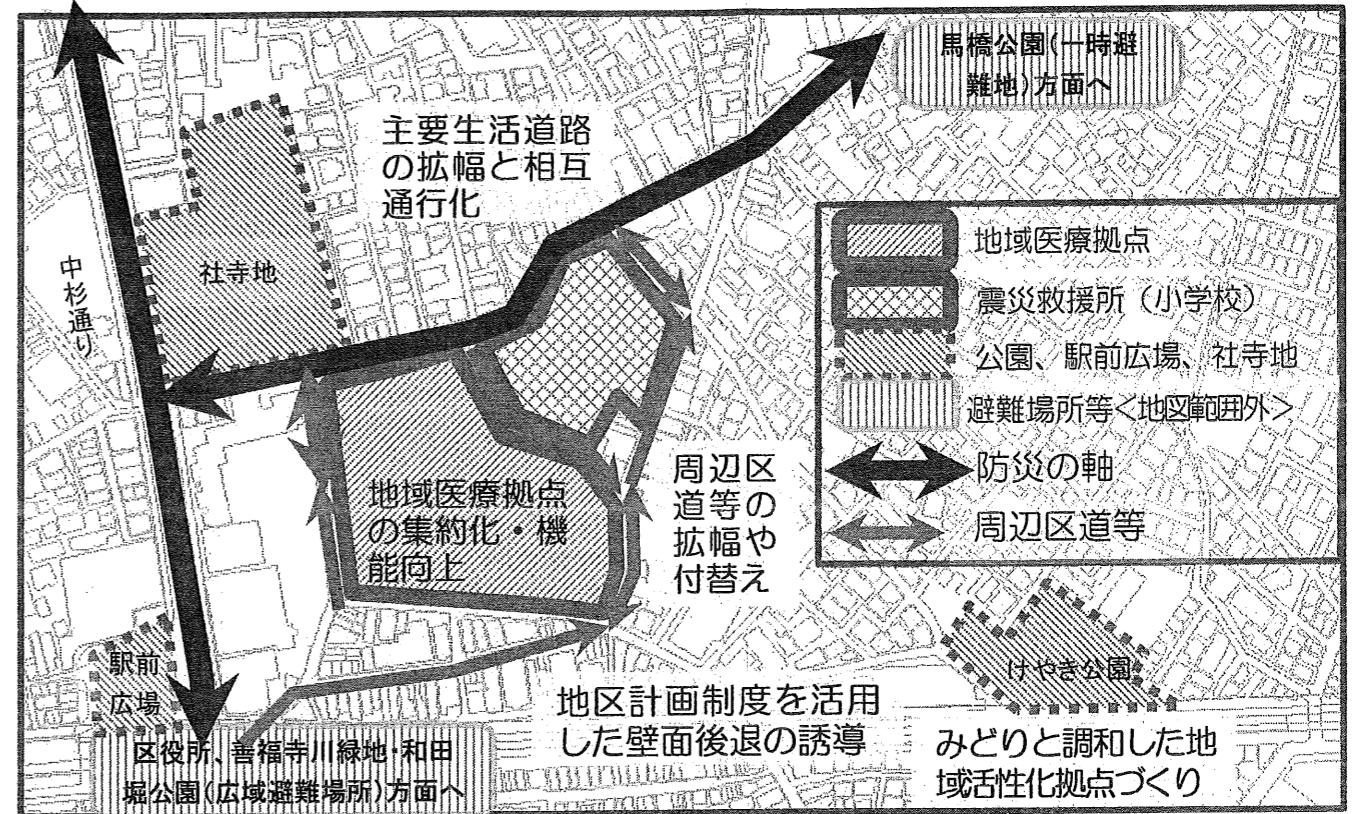 馬橋公園(一時避
難地)方面へ
主要生活道路
の拡幅と相互
通行化
中杉通り
社寺地
地域医療拠点
震災救援所（小学校）
公園、駅前広場、社寺地
避難場所等<地図範囲外>
防災の軸
周辺区道等
地域医療拠点
の集約化・機
能向上
周辺区
道等の
拡幅や
付替え
駅前
広場
けやき公園
地区計画制度を活用
した壁面後退の誘導
みどりと調和した地
域活性化拠点づくり
区役所、善福寺川緑地・和田
堀公園(広域避難場所)方面へ